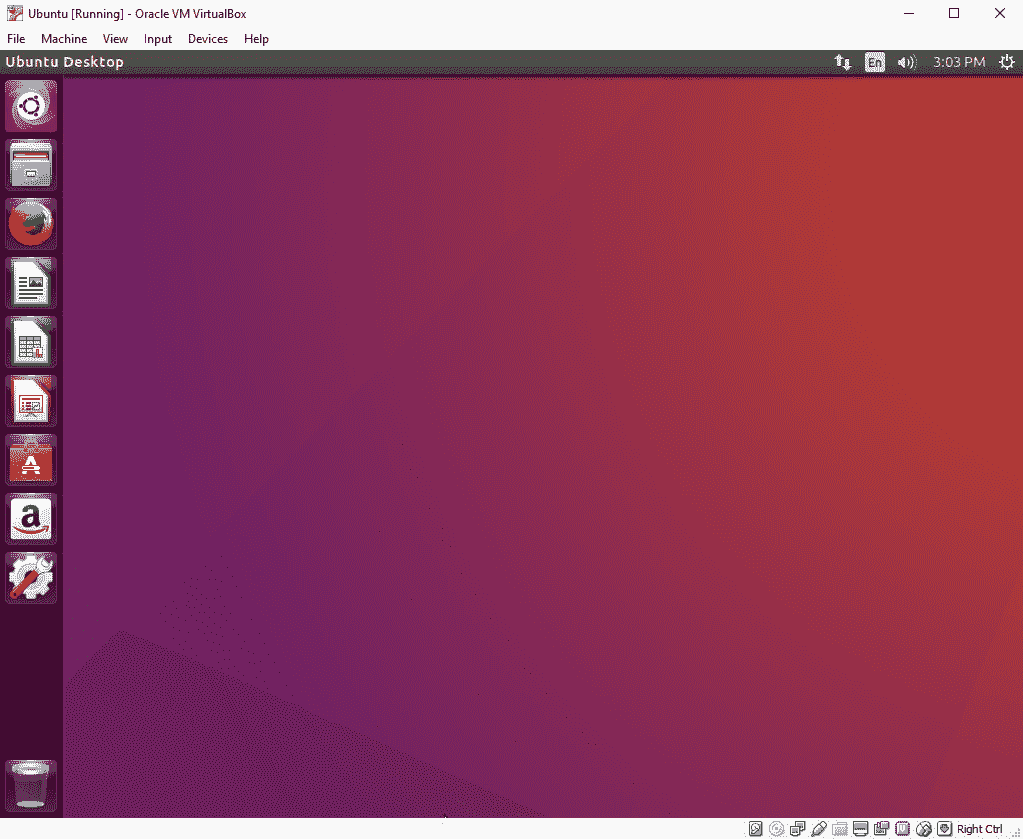 Ubuntu [Running] - Oracle VM VirtualBox
File Machine View Input Devices Help
Ubuntu Desktop En 3:03 PM
A
a
Right Ctrl